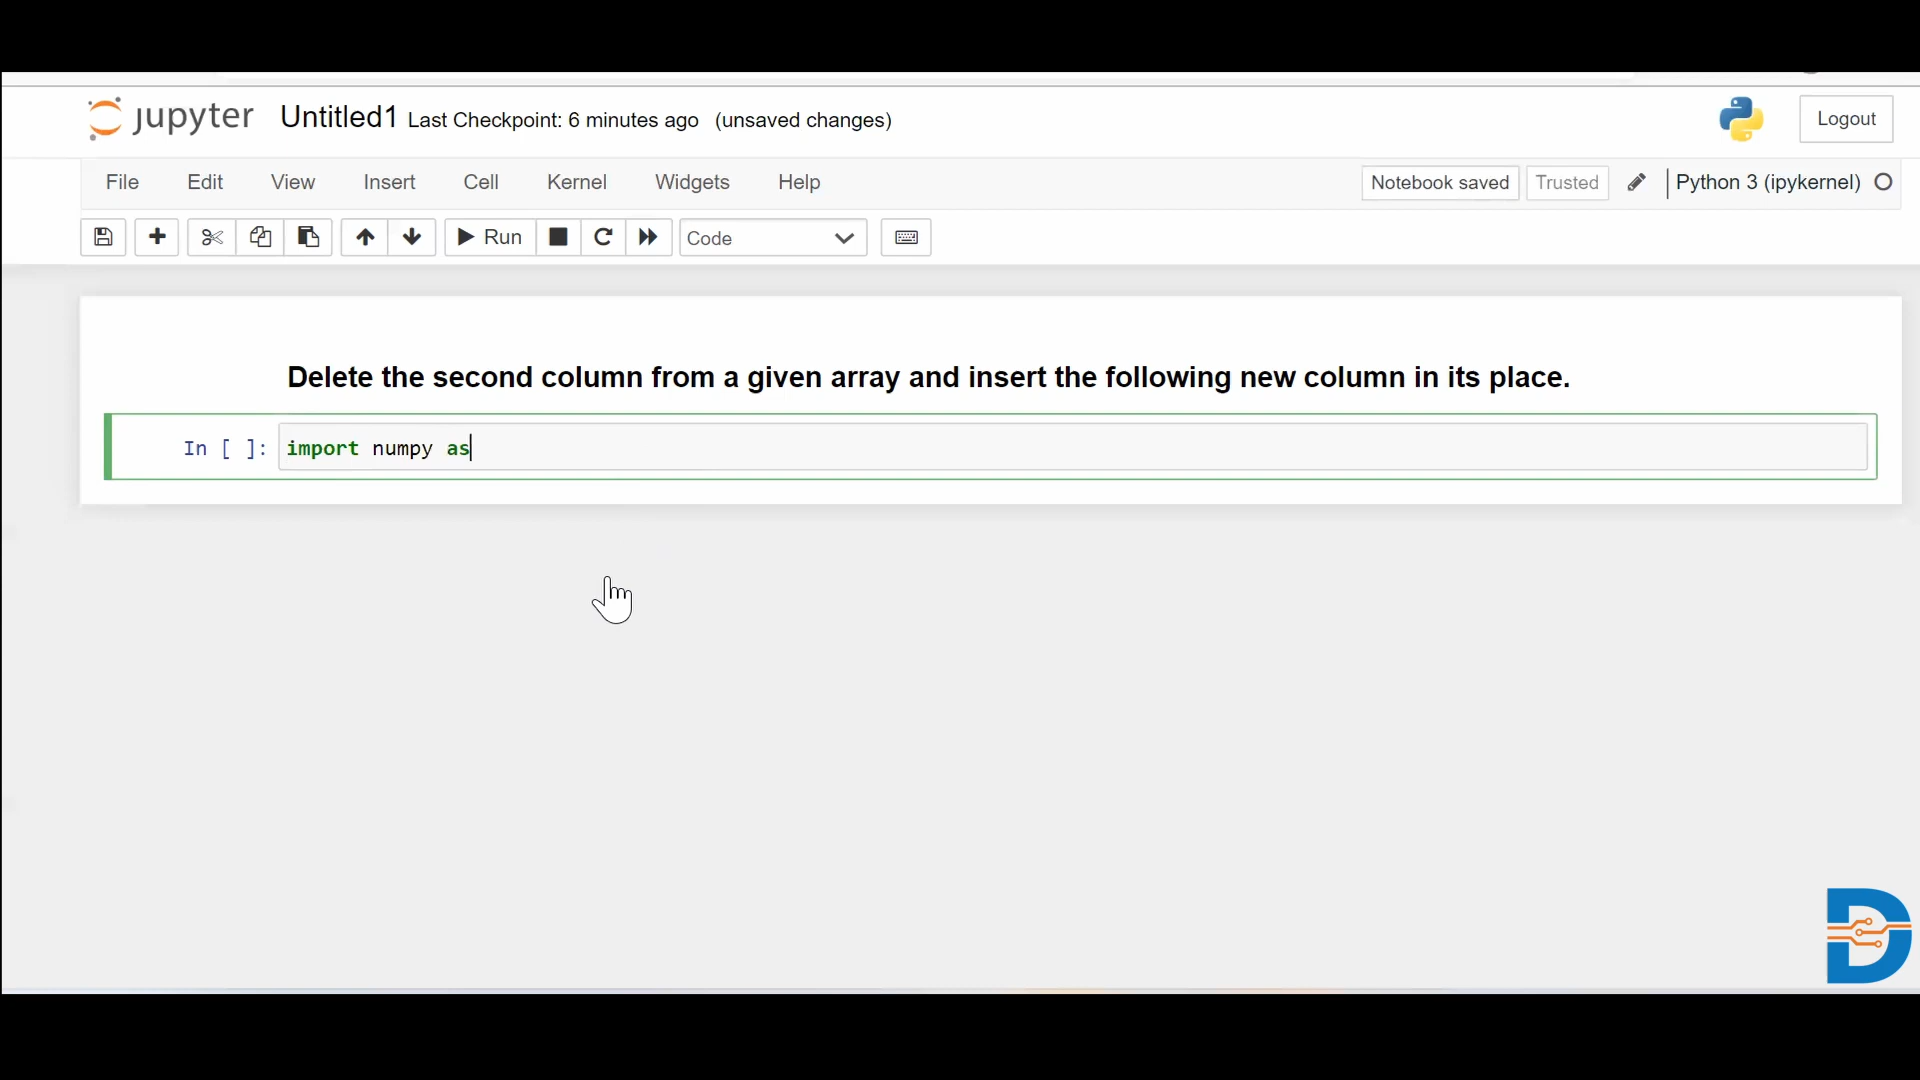 jupyter Untitled1 Last Checkpoint: 6 minutes ago (unsaved changes)
Logout
File Edit View Insert Cell Kernel Widgets Help
Notebook saved Trusted Python 3 (ipykernel)
Run Code
Delete the second column from a given array and insert the following new column in its place.
In [ ]: import numpy as
D